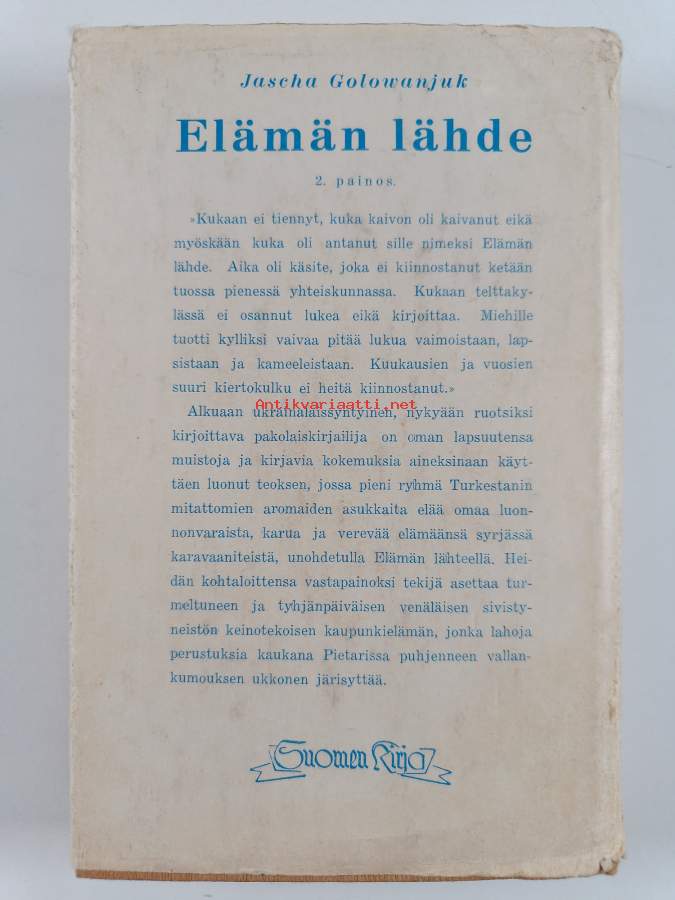 Jascha Golowanjuk
Elämän lähde
2. painos.
»Kukaan ei tiennyt, kuka kaivon oli kaivanut eikä
myöskään kuka oli antanut sille nimeksi Elämän
lähde. Aika oli käsite, joka ei kiinnostanut ketään
tuossa pienessä yhteiskunnassa. Kukaan telttaky-
lässä ei osannut lukea eikä kirjoittaa. Miehille
tuotti kylliksi vaivaa pitää lukua vaimoistaan, lap-
sistaan ja kameeleistaan. Kuukausien ja vuosien
suuri kiertokulku ei heitä kiinnostanut.»
Antikvariaatti.net
Alkuaan ukrainalaissyntyinen, nykyään ruotsiksi
kirjoittava pakolaiskirjailija on oman lapsuutensa
muistoja ja kirjavia kokemuksia aineksinaan käyt-
täen luonut teoksen, jossa pieni ryhmä Turkestanin
mitattomien aromaiden asukkaita elää omaa luon-
nonvaraista, karua ja verevää elämäänsä syrjässä
karavaaniteistä, unohdetulla Elämän lähteellä. Hei-
dän kohtaloittensa vastapainoksi tekijä asettaa tur-
meltuneen ja tyhjänpäiväisen venäläisen sivisty-
neistön keinotekoisen kaupunkielämän, jonka lahoja
perustuksia kaukana Pietarissa puhjenneen vallan-
kumouksen ukkonen järisyttää.
Suomen Kirja